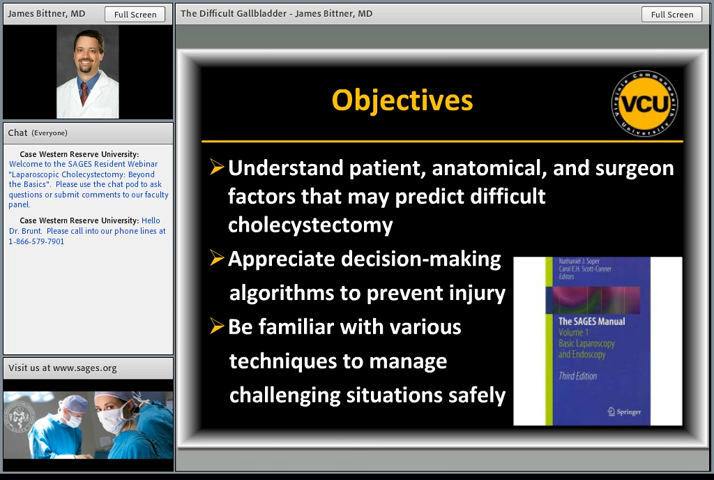 James Bittner, MD
Full Screen
The Difficult Gallbladder - James Bittner, MD
Full Screen
Chat (Everyone)
Case Western Reserve University:
Welcome to the SAGES Resident Webinar
"Laparoscopic Cholecystectomy: Beyond
the Basics". Please use the chat pod to ask
questions or submit comments to our faculty
panel.
Case Western Reserve University: Hello
Dr. Brunt. Please call into our phone lines at
1-866-579-7901
Visit us at www.sages.org
Objectives
Virginia Commonwealth
VCU
University
➢Understand patient, anatomical, and surgeon
factors that may predict difficult
cholecystectomy
➢Appreciate decision-making
algorithms to prevent injury
➢Be familiar with various
techniques to manage
challenging situations safely
Nathaniel J. Soper
Carol E.H. Scott-Conner
Editors
The SAGES Manual
Volume 1
Basic Laparoscopy
and Endoscopy
Third Edition
Springer